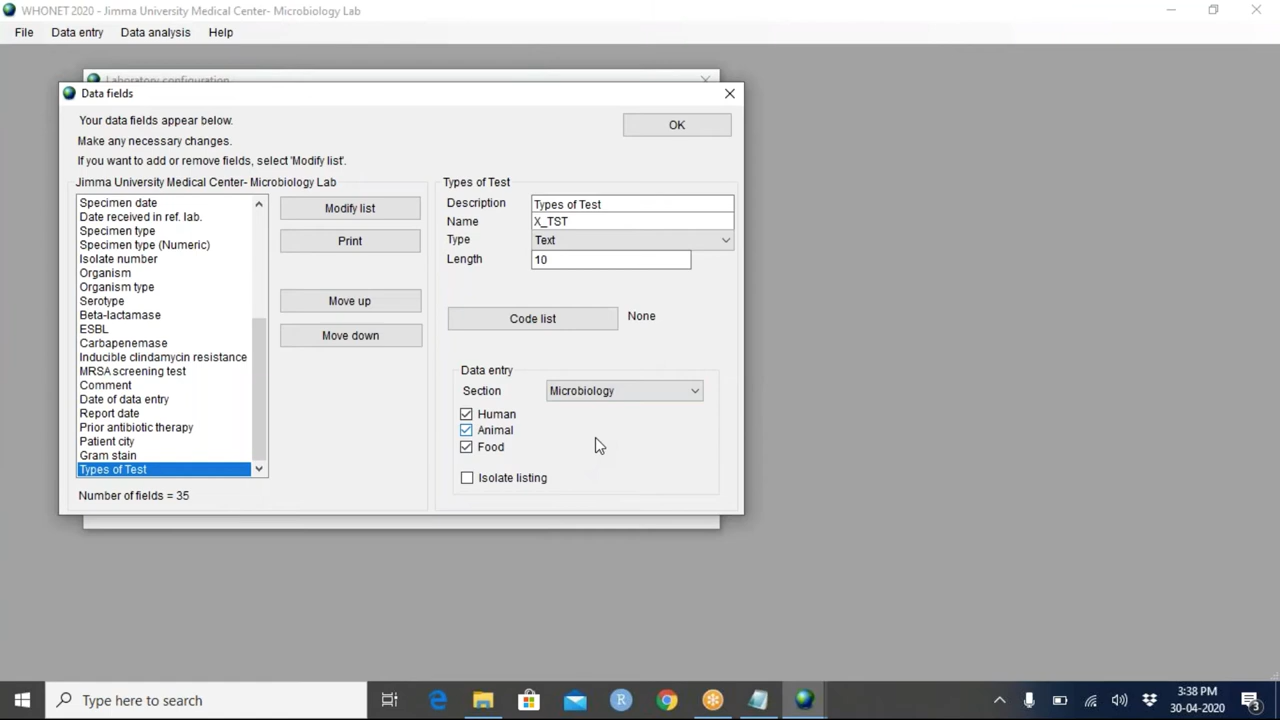 WHONET 2020 - Jimma University Medical Center- Microbiology Lab
File Data entry Data analysis Help
Laboratory configuration
Data fields
Your data fields appear below.
Make any necessary changes.
If you want to add or remove fields, select 'Modify list'.
OK
Jimma University Medical Center- Microbiology Lab
Specimen date
Date received in ref. lab.
Specimen type
Specimen type (Numeric)
Isolate number
Organism
Organism type
Serotype
Beta-lactamase
ESBL
Carbapenemase
Inducible clindamycin resistance
MRSA screening test
Comment
Date of data entry
Report date
Prior antibiotic therapy
Patient city
Gram stain
Types of Test
Number of fields = 35
Modify list
Print
Move up
Move down
Types of Test
Description Types of Test
Name X_TST
Type Text
Length 10
Code list None
Data entry
Section Microbiology
Human
Animal
Food
Isolate listing
Type here to search
3:38 PM
30-04-2020
3